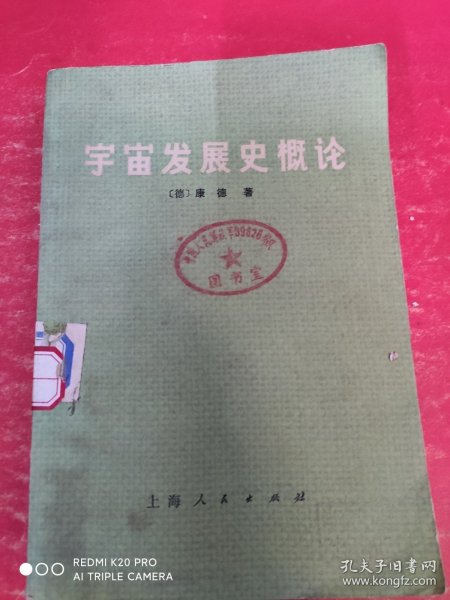 宇宙发展史概论
〔德〕康德 著
图书室
上海人民出版社
REDMI K20 PRO
AI TRIPLE CAMERA
孔夫子旧书网
www.kongfz.com